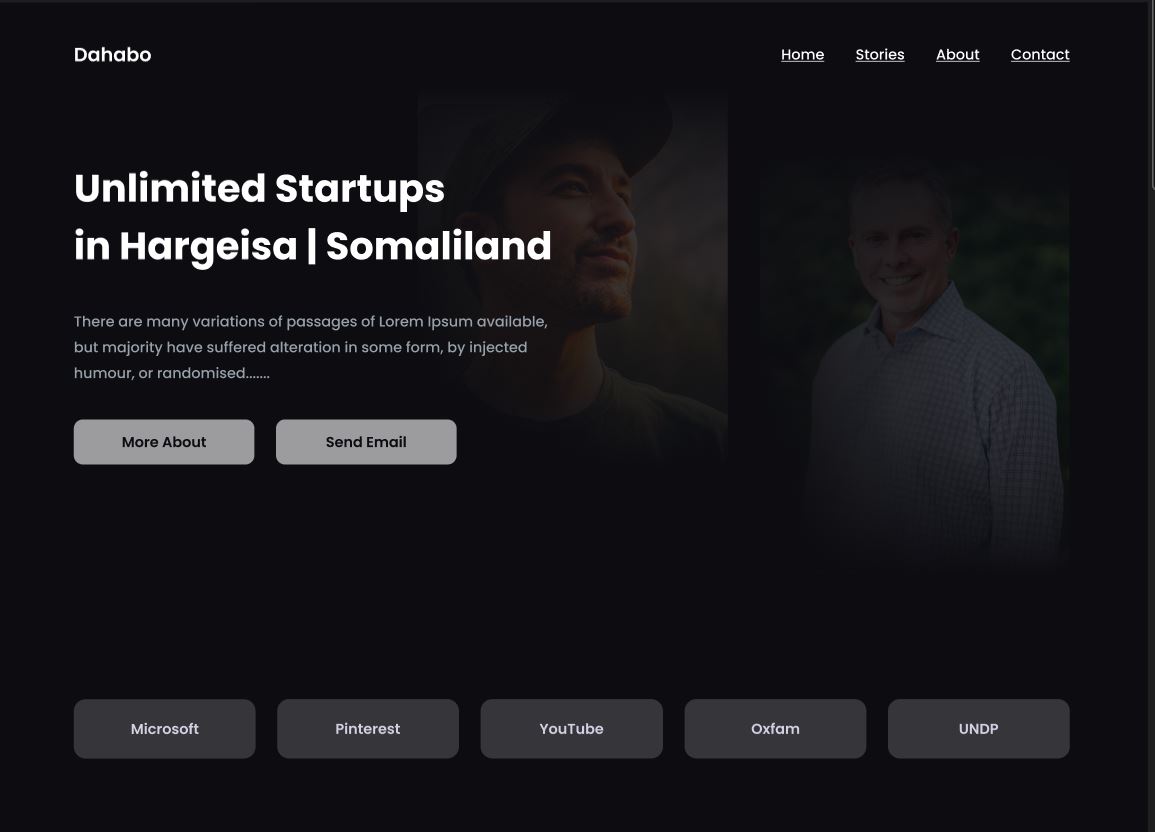 Dahabo
Home Stories About Contact
Unlimited Startups
in Hargeisa | Somaliland
There are many variations of passages of Lorem Ipsum available,
but majority have suffered alteration in some form, by injected
humour, or randomised.......
More About Send Email
Microsoft Pinterest YouTube Oxfam UNDP